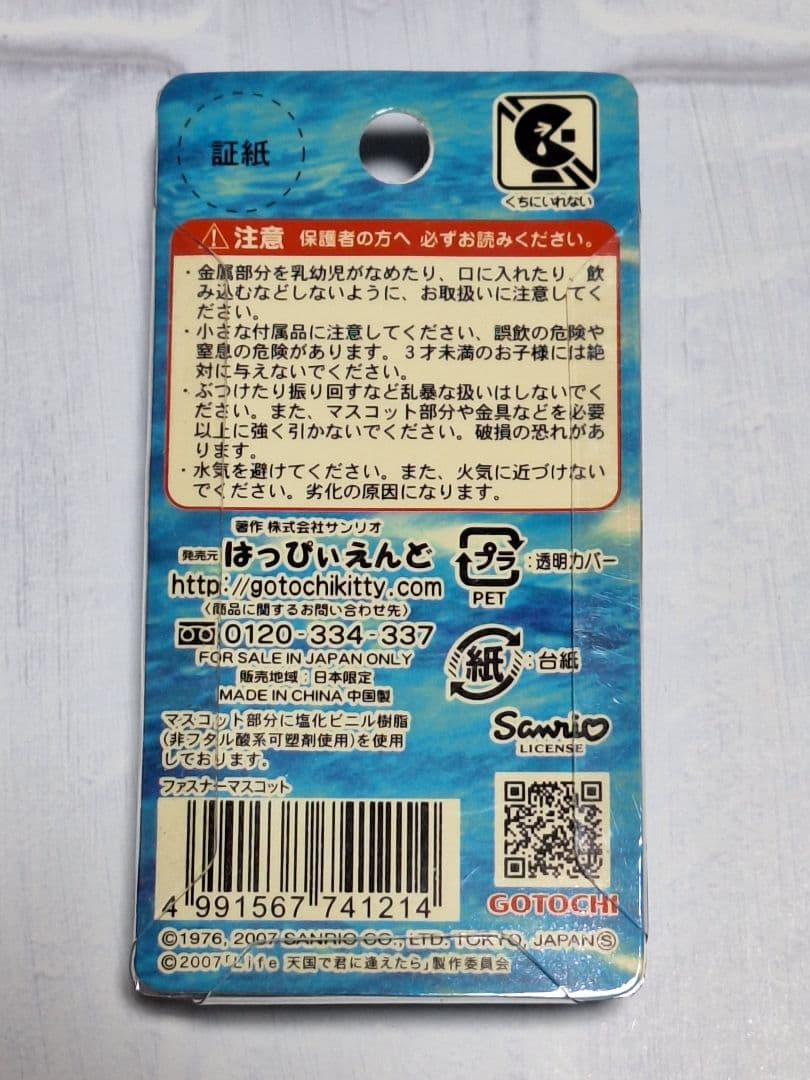 証紙
くちにいれない
注意 保護者の方へ 必ずお読みください。
・金属部分を乳幼児がなめたり、口に入れたり、飲
み込むなどしないように、お取扱いに注意してく
ださい。
・小さな付属品に注意してください、誤飲の危険や
窒息の危険があります。3才未満のお子様には絶
対に与えないでください。
・ぶつけたり振り回すなど乱暴な扱いはしないでく
ださい。また、マスコット部分や金具などを必要
以上に強く引かないでください。破損の恐れがあ
ります。
・水気を避けてください。また、火気に近づけない
でください。劣化の原因になります。
著作 株式会社サンリオ
発売元 はっぴぃえんど
http://gotochikitty.com
〈商品に関するお問い合わせ先〉
0120-334-337
FOR SALE IN JAPAN ONLY
販売地域:日本限定
MADE IN CHINA 中国製
プラ:透明カバー
PET
紙:台紙
マスコット部分に塩化ビニル樹脂
(非フタル酸系可塑剤使用)を使用
しております。
Sanrio
LICENSE
ファスナーマスコット
4 991567 741214
GOTOCHI
©1976, 2007 SANRIO CO., LTD. TOKYO, JAPAN Ⓢ
©2007「Life 天国で君に逢えたら」製作委員会